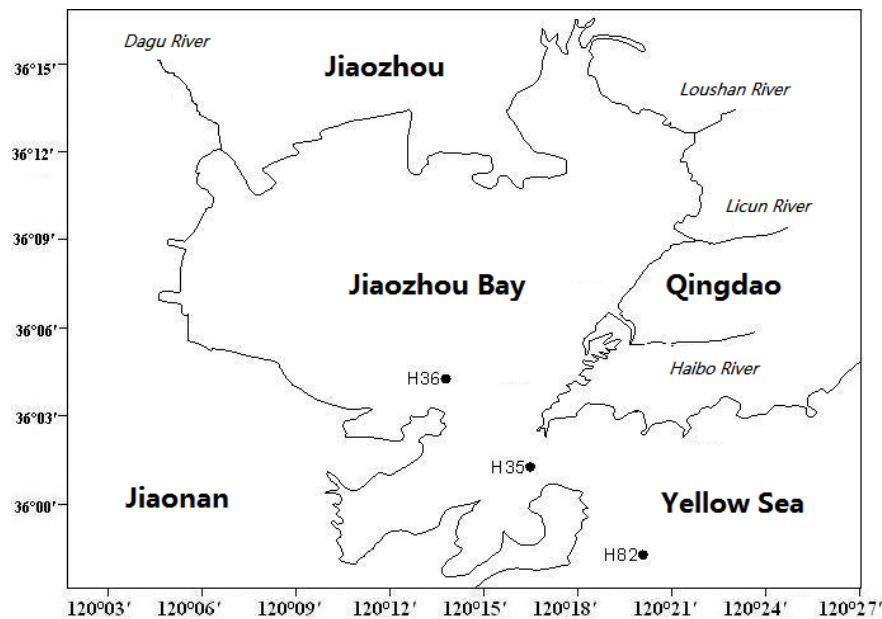 Dagu River
Jiaozhou
36°15′
Loushan River
36°12′
Licun River
36°09′
Jiaozhou Bay
Qingdao
36°06′
Haibo River
H36
36°03′
H35
Jiaonan
36°00′
Yellow Sea
H82
120°03′ 120°06′ 120°09′ 120°12′ 120°15′ 120°18′ 120°21′ 120°24′ 120°27′